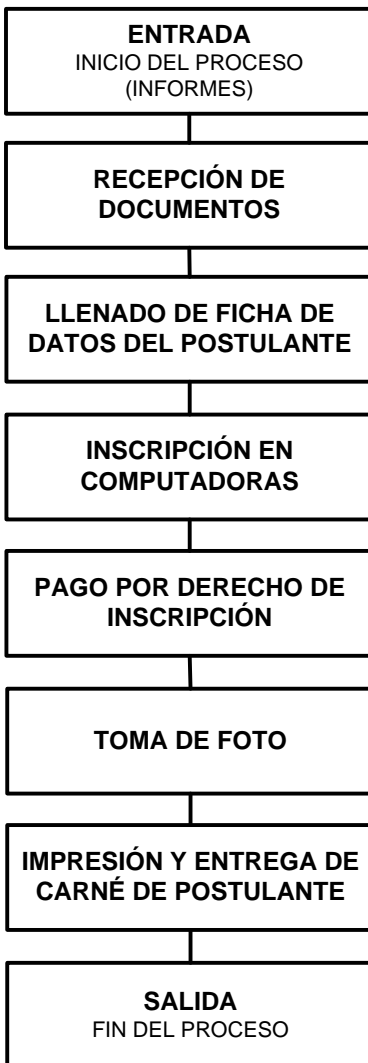 ENTRADA
INICIO DEL PROCESO
(INFORMES)
RECEPCIÓN DE
DOCUMENTOS
LLENADO DE FICHA DE
DATOS DEL POSTULANTE
INSCRIPCIÓN EN
COMPUTADORAS
PAGO POR DERECHO DE
INSCRIPCIÓN
TOMA DE FOTO
IMPRESIÓN Y ENTREGA DE
CARNÉ DE POSTULANTE
SALIDA
FIN DEL PROCESO